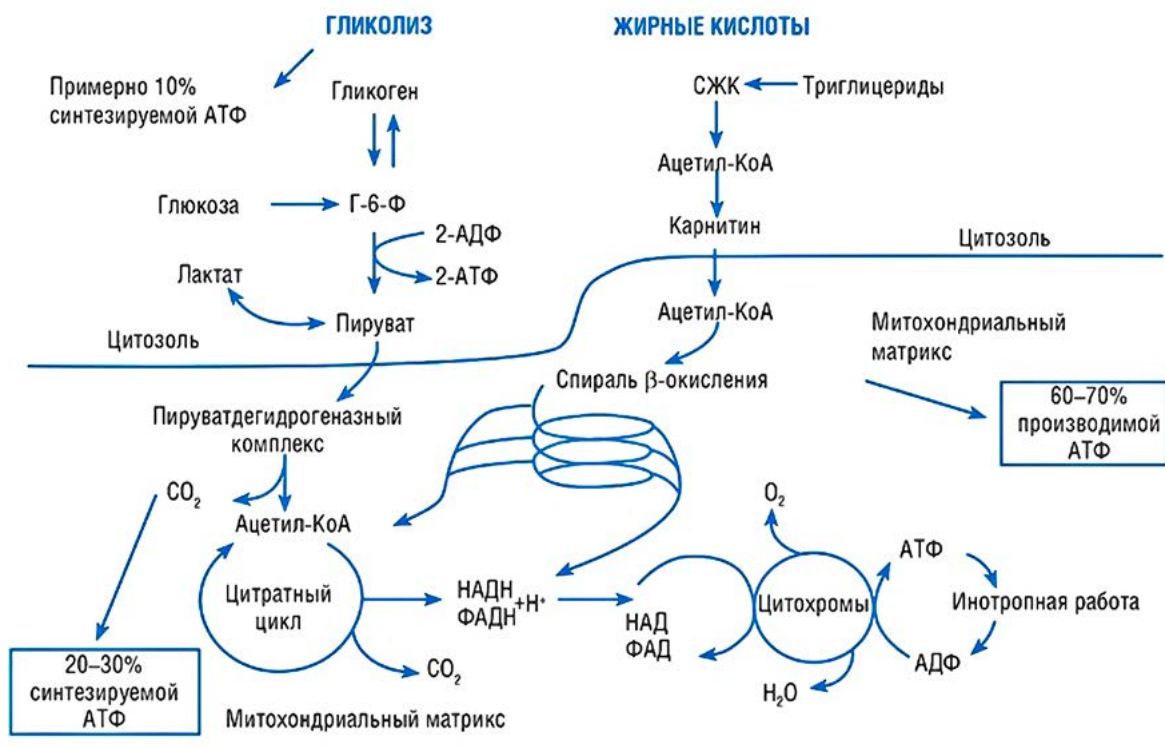 ГЛИКОЛИЗ
ЖИРНЫЕ КИСЛОТЫ
Примерно 10%
синтезируемой АТФ
Гликоген
СЖК
Триглицериды
Ацетил-КоА
Глюкоза
Г-6-Ф
Карнитин
2-АДФ
2-АТФ
Цитозоль
Лактат
Пируват
Цитозоль
Ацетил-КоА
Митохондриальный
матрикс
Спираль β-окисления
60–70%
производимой
АТФ
Пируватдегидрогеназный
комплекс
CO₂
Ацетил-КоА
O₂
АТФ
Цитратный
цикл
НАДН
ФАДН
+Н⁺
НАД
ФАД
Цитохромы
Инотропная работа
АДФ
20–30%
синтезируемой
АТФ
CO₂
H₂O
Митохондриальный матрикс